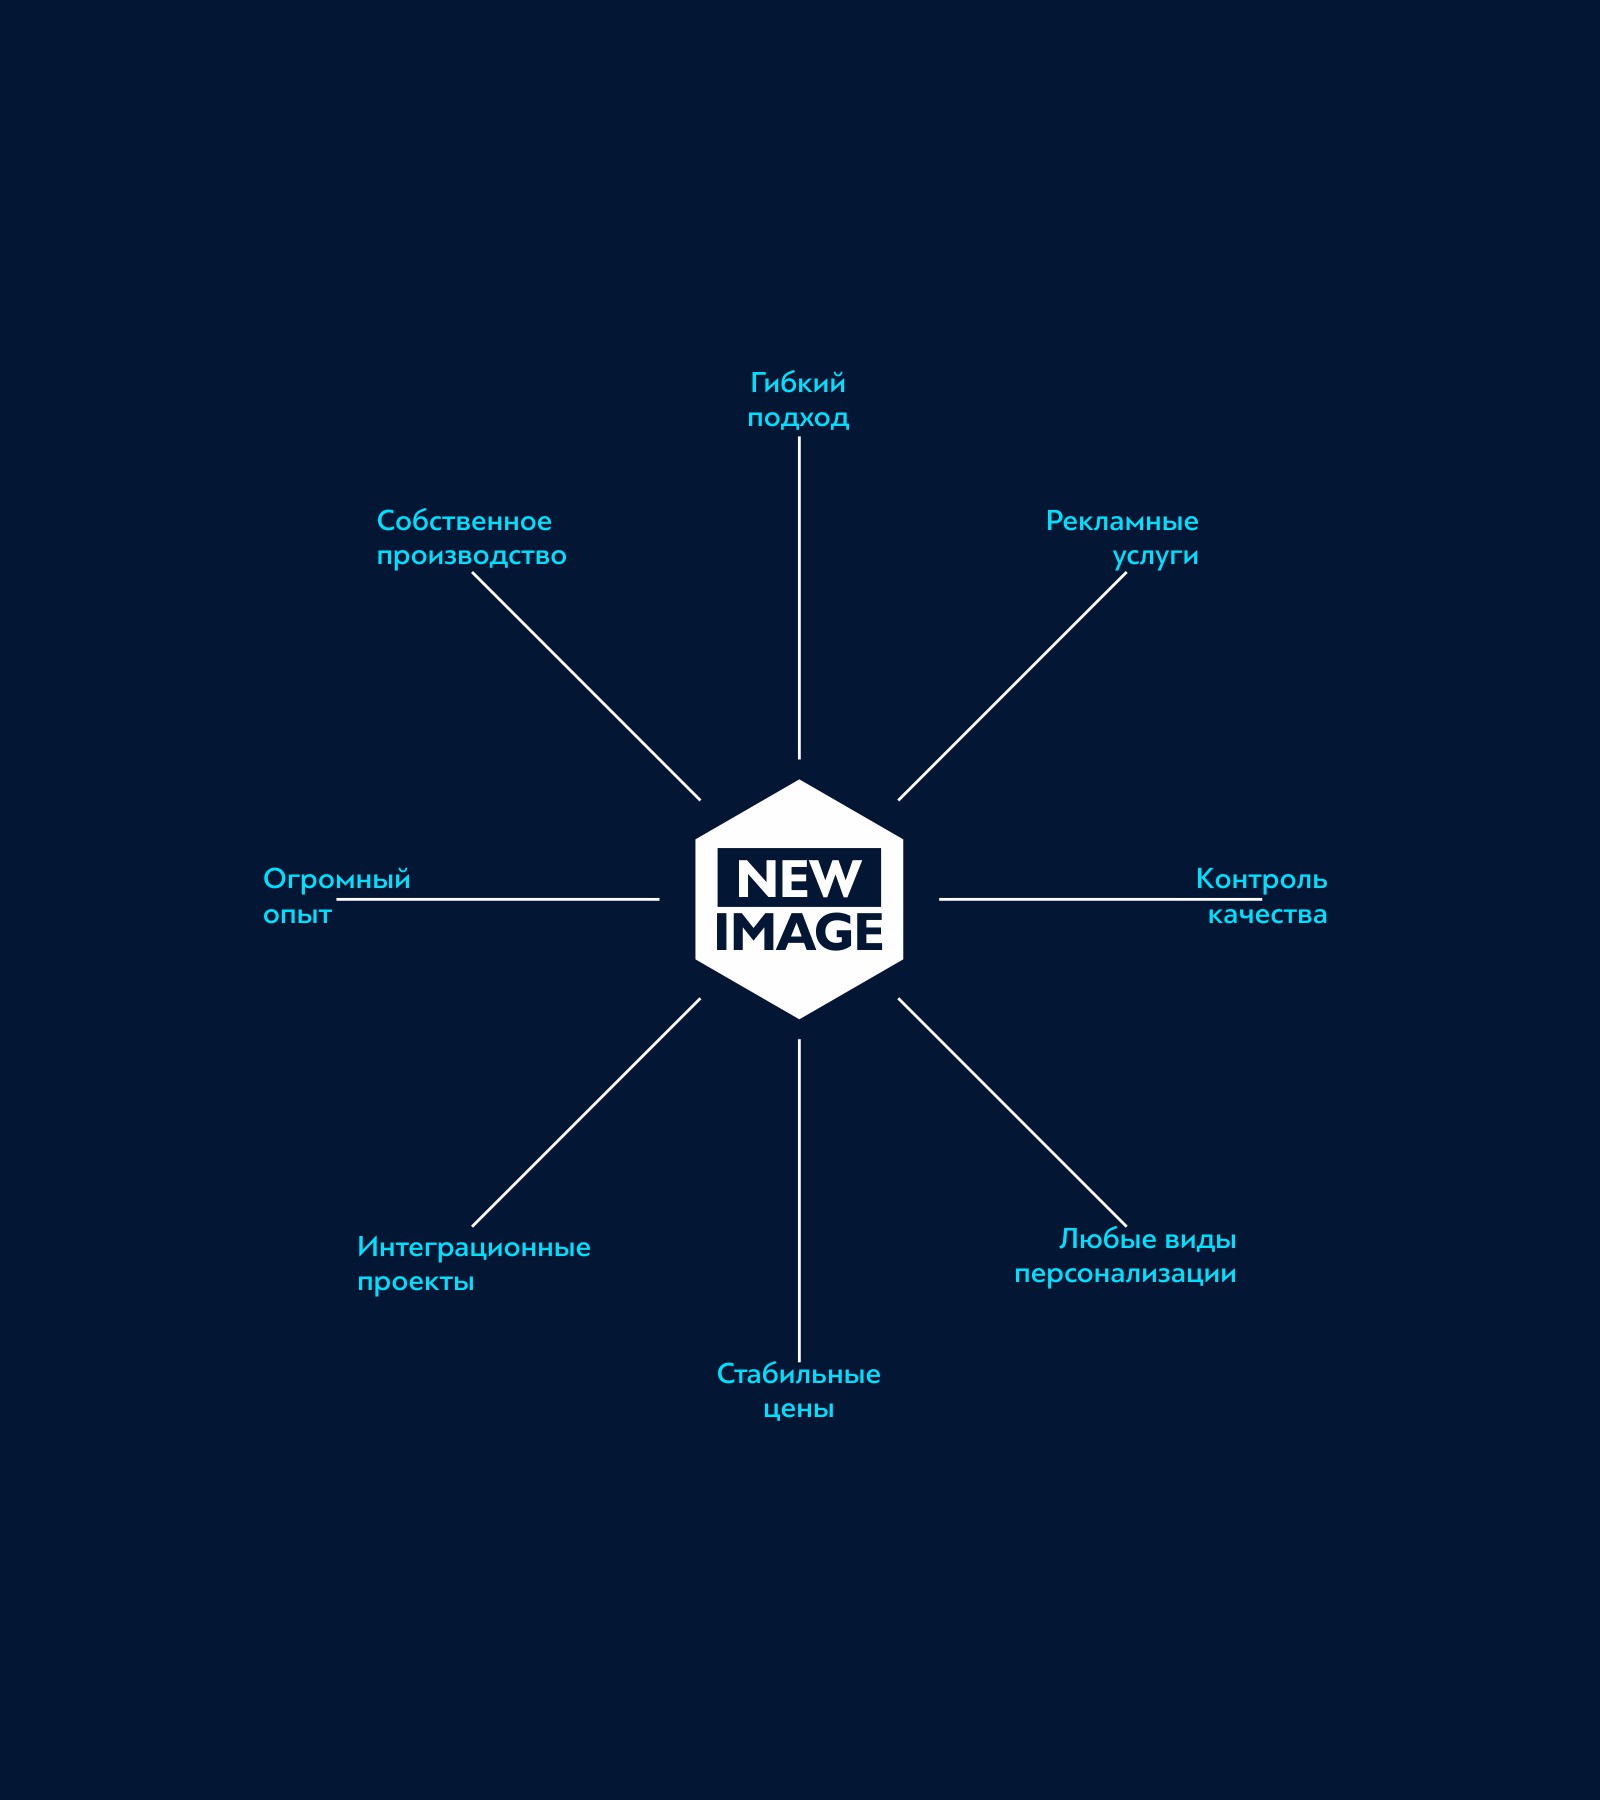 Гибкий
подход
Собственное
производство
Рекламные
услуги
Огромный
опыт
NEW
IMAGE
Контроль
качества
Интеграционные
проекты
Любые виды
персонализации
Стабильные
цены